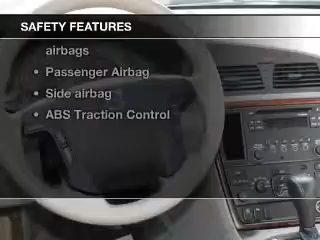 SAFETY FEATURES
airbags
• Passenger Airbag
• Side airbag
• ABS Traction Control